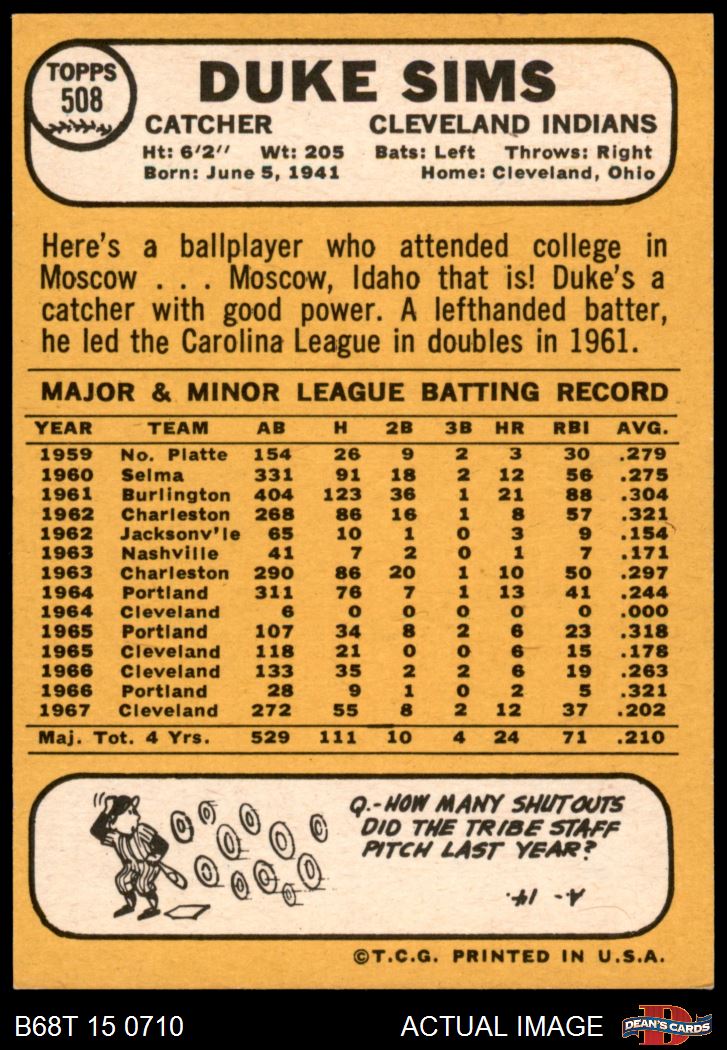 TOPPS
508
DUKE SIMS
CATCHER CLEVELAND INDIANS
Ht: 6'2" Wt: 205 Bats: Left Throws: Right
Born: June 5, 1941 Home: Cleveland, Ohio
Here's a ballplayer who attended college in
Moscow . . . Moscow, Idaho that is! Duke's a
catcher with good power. A lefthanded batter,
he led the Carolina League in doubles in 1961.
MAJOR & MINOR LEAGUE BATTING RECORD
YEAR TEAM AB H 2B 3B HR RBI AVG.
1959 No. Platte 154 26 9 2 3 30 .279
1960 Selma 331 91 18 2 12 56 .275
1961 Burlington 404 123 36 1 21 88 .304
1962 Charleston 268 86 16 1 8 57 .321
1962 Jacksonv'le 65 10 1 0 3 9 .154
1963 Nashville 41 7 2 0 1 7 .171
1963 Charleston 290 86 20 1 10 50 .297
1964 Portland 311 76 7 1 13 41 .244
1964 Cleveland 6 0 0 0 0 0 .000
1965 Portland 107 34 8 2 6 23 .318
1965 Cleveland 118 21 0 0 6 15 .178
1966 Cleveland 133 35 2 2 6 19 .263
1966 Portland 28 9 1 0 2 5 .321
1967 Cleveland 272 55 8 2 12 37 .202
Maj. Tot. 4 Yrs. 529 111 10 4 24 71 .210
Q.-HOW MANY SHUTOUTS
DID THE TRIBE STAFF
PITCH LAST YEAR?
A - 14.
©T.C.G. PRINTED IN U.S.A.
B68T 15 0710 ACTUAL IMAGE
D
DEAN'S CARDS